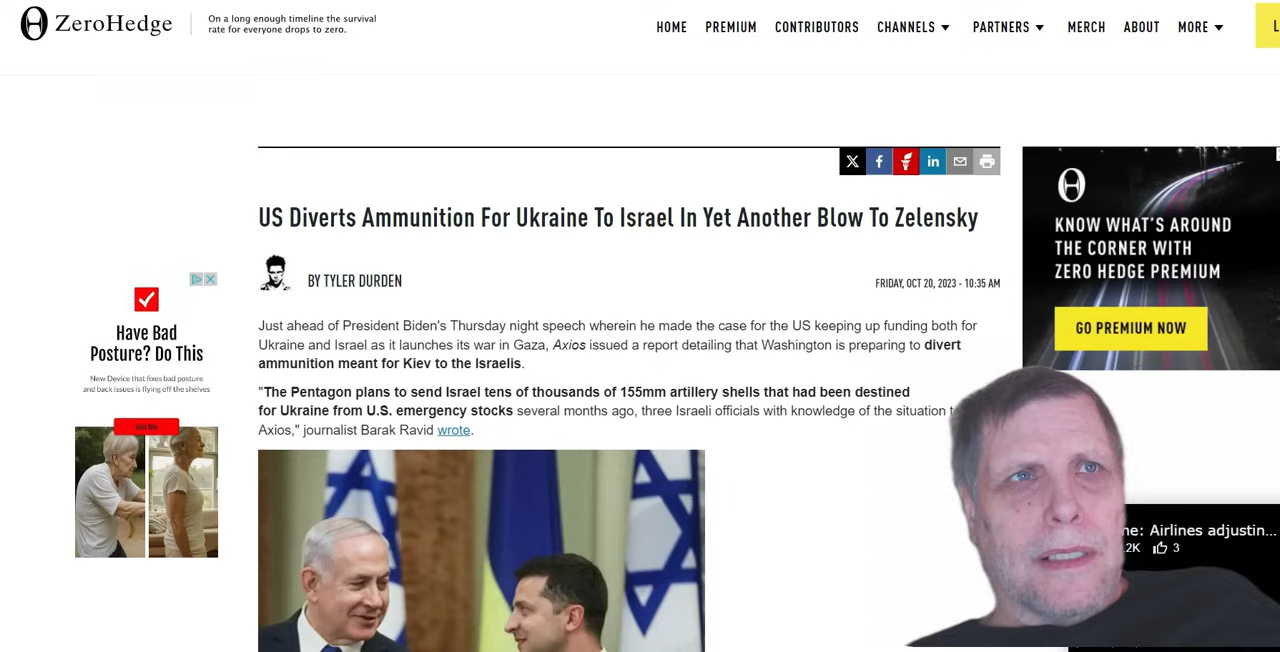 ZeroHedge
On a long enough timeline the survival
rate for everyone drops to zero.
HOME PREMIUM CONTRIBUTORS CHANNELS PARTNERS MERCH ABOUT MORE L
US Diverts Ammunition For Ukraine To Israel In Yet Another Blow To Zelensky
BY TYLER DURDEN
FRIDAY, OCT 20, 2023 - 10:35 AM
Just ahead of President Biden's Thursday night speech wherein he made the case for the US keeping up funding both for
Ukraine and Israel as it launches its war in Gaza, Axios issued a report detailing that Washington is preparing to divert
ammunition meant for Kiev to the Israelis.
"The Pentagon plans to send Israel tens of thousands of 155mm artillery shells that had been destined
for Ukraine from U.S. emergency stocks several months ago, three Israeli officials with knowledge of the situation t
Axios," journalist Barak Ravid wrote.
Have Bad
Posture? Do This
New Device that fixes bad posture
and back issues is flying off the shelves
KNOW WHAT'S AROUND
THE CORNER WITH
ZERO HEDGE PREMIUM
GO PREMIUM NOW
ne: Airlines adjustin...
.2K 3